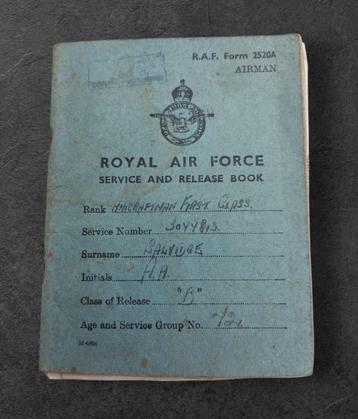 R.A.F. Form 2520A
AIRMAN
ROYAL AIR FORCE
SERVICE AND RELEASE BOOK
Rank AIRCRAFTMAN FIRST CLASS.
Service Number
Surname
Initials H.A.
Class of Release "B"
Age and Service Group No. 72.